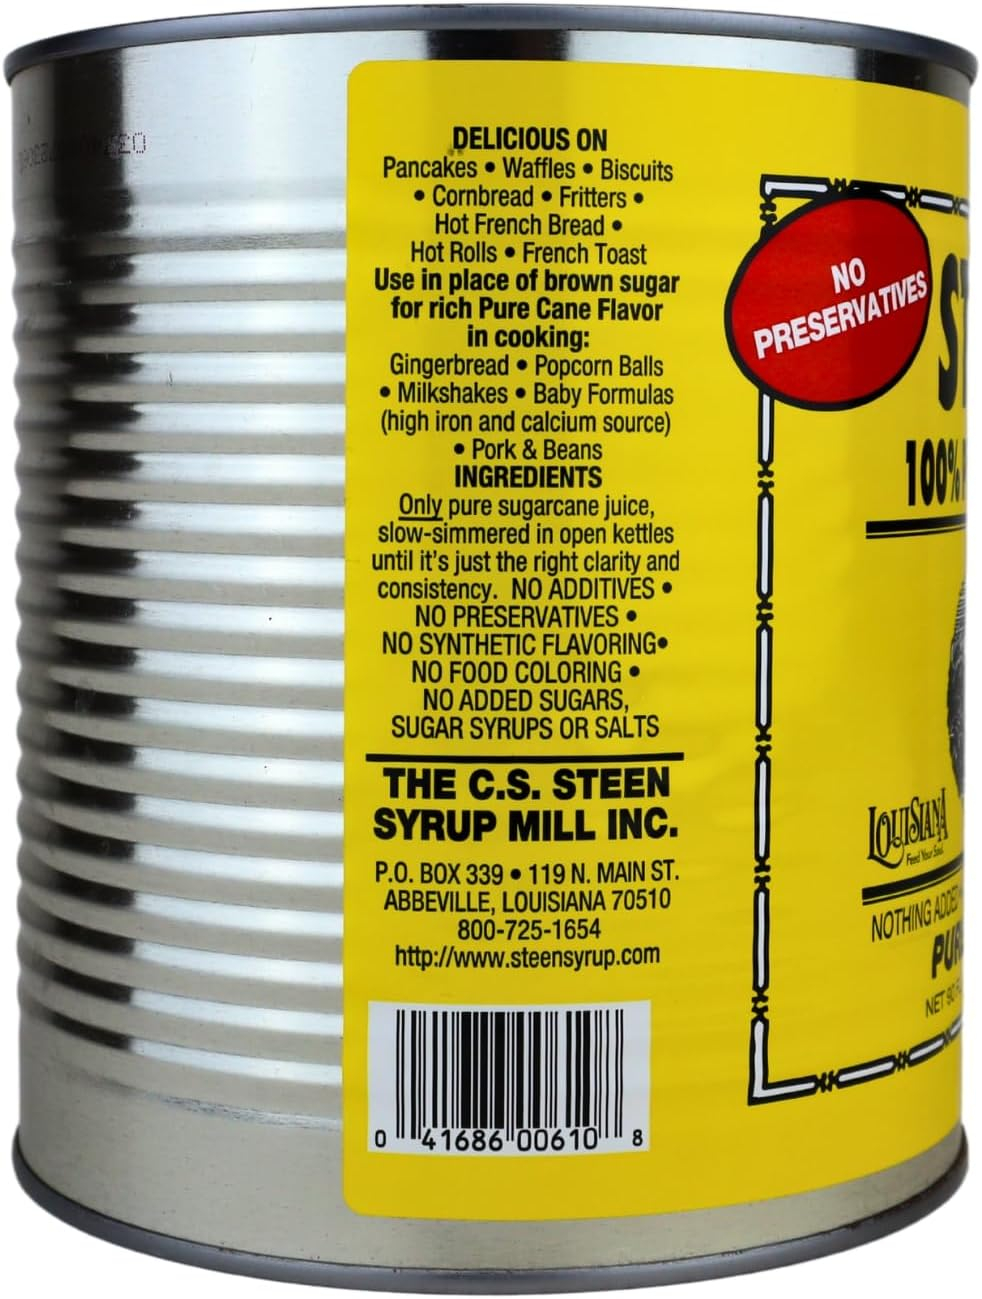 DELICIOUS ON
Pancakes • Waffles • Biscuits
• Cornbread • Fritters •
Hot French Bread •
Hot Rolls • French Toast
Use in place of brown sugar
for rich Pure Cane Flavor
in cooking:
Gingerbread • Popcorn Balls
• Milkshakes • Baby Formulas
(high iron and calcium source)
• Pork & Beans
INGREDIENTS
Only pure sugarcane juice,
slow-simmered in open kettles
until it's just the right clarity and
consistency. NO ADDITIVES •
NO PRESERVATIVES •
NO SYNTHETIC FLAVORING•
NO FOOD COLORING •
NO ADDED SUGARS,
SUGAR SYRUPS OR SALTS
THE C.S. STEEN
SYRUP MILL INC.
P.O. BOX 339 • 119 N. MAIN ST.
ABBEVILLE, LOUISIANA 70510
800-725-1654
http://www.steensyrup.com
0 41686 00610 8
NO
PRESERVATIVES
100%
LOUISIANA
Feed Your Soul
NOTHING ADDED
NET 90